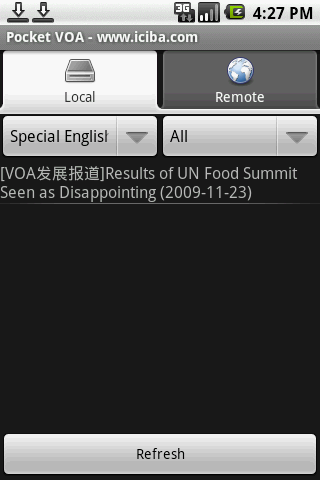 3G 4:27 PM
Pocket VOA - www.iciba.com
Local Remote
Special English All
[VOA发展报道]Results of UN Food Summit
Seen as Disappointing (2009-11-23)
Refresh